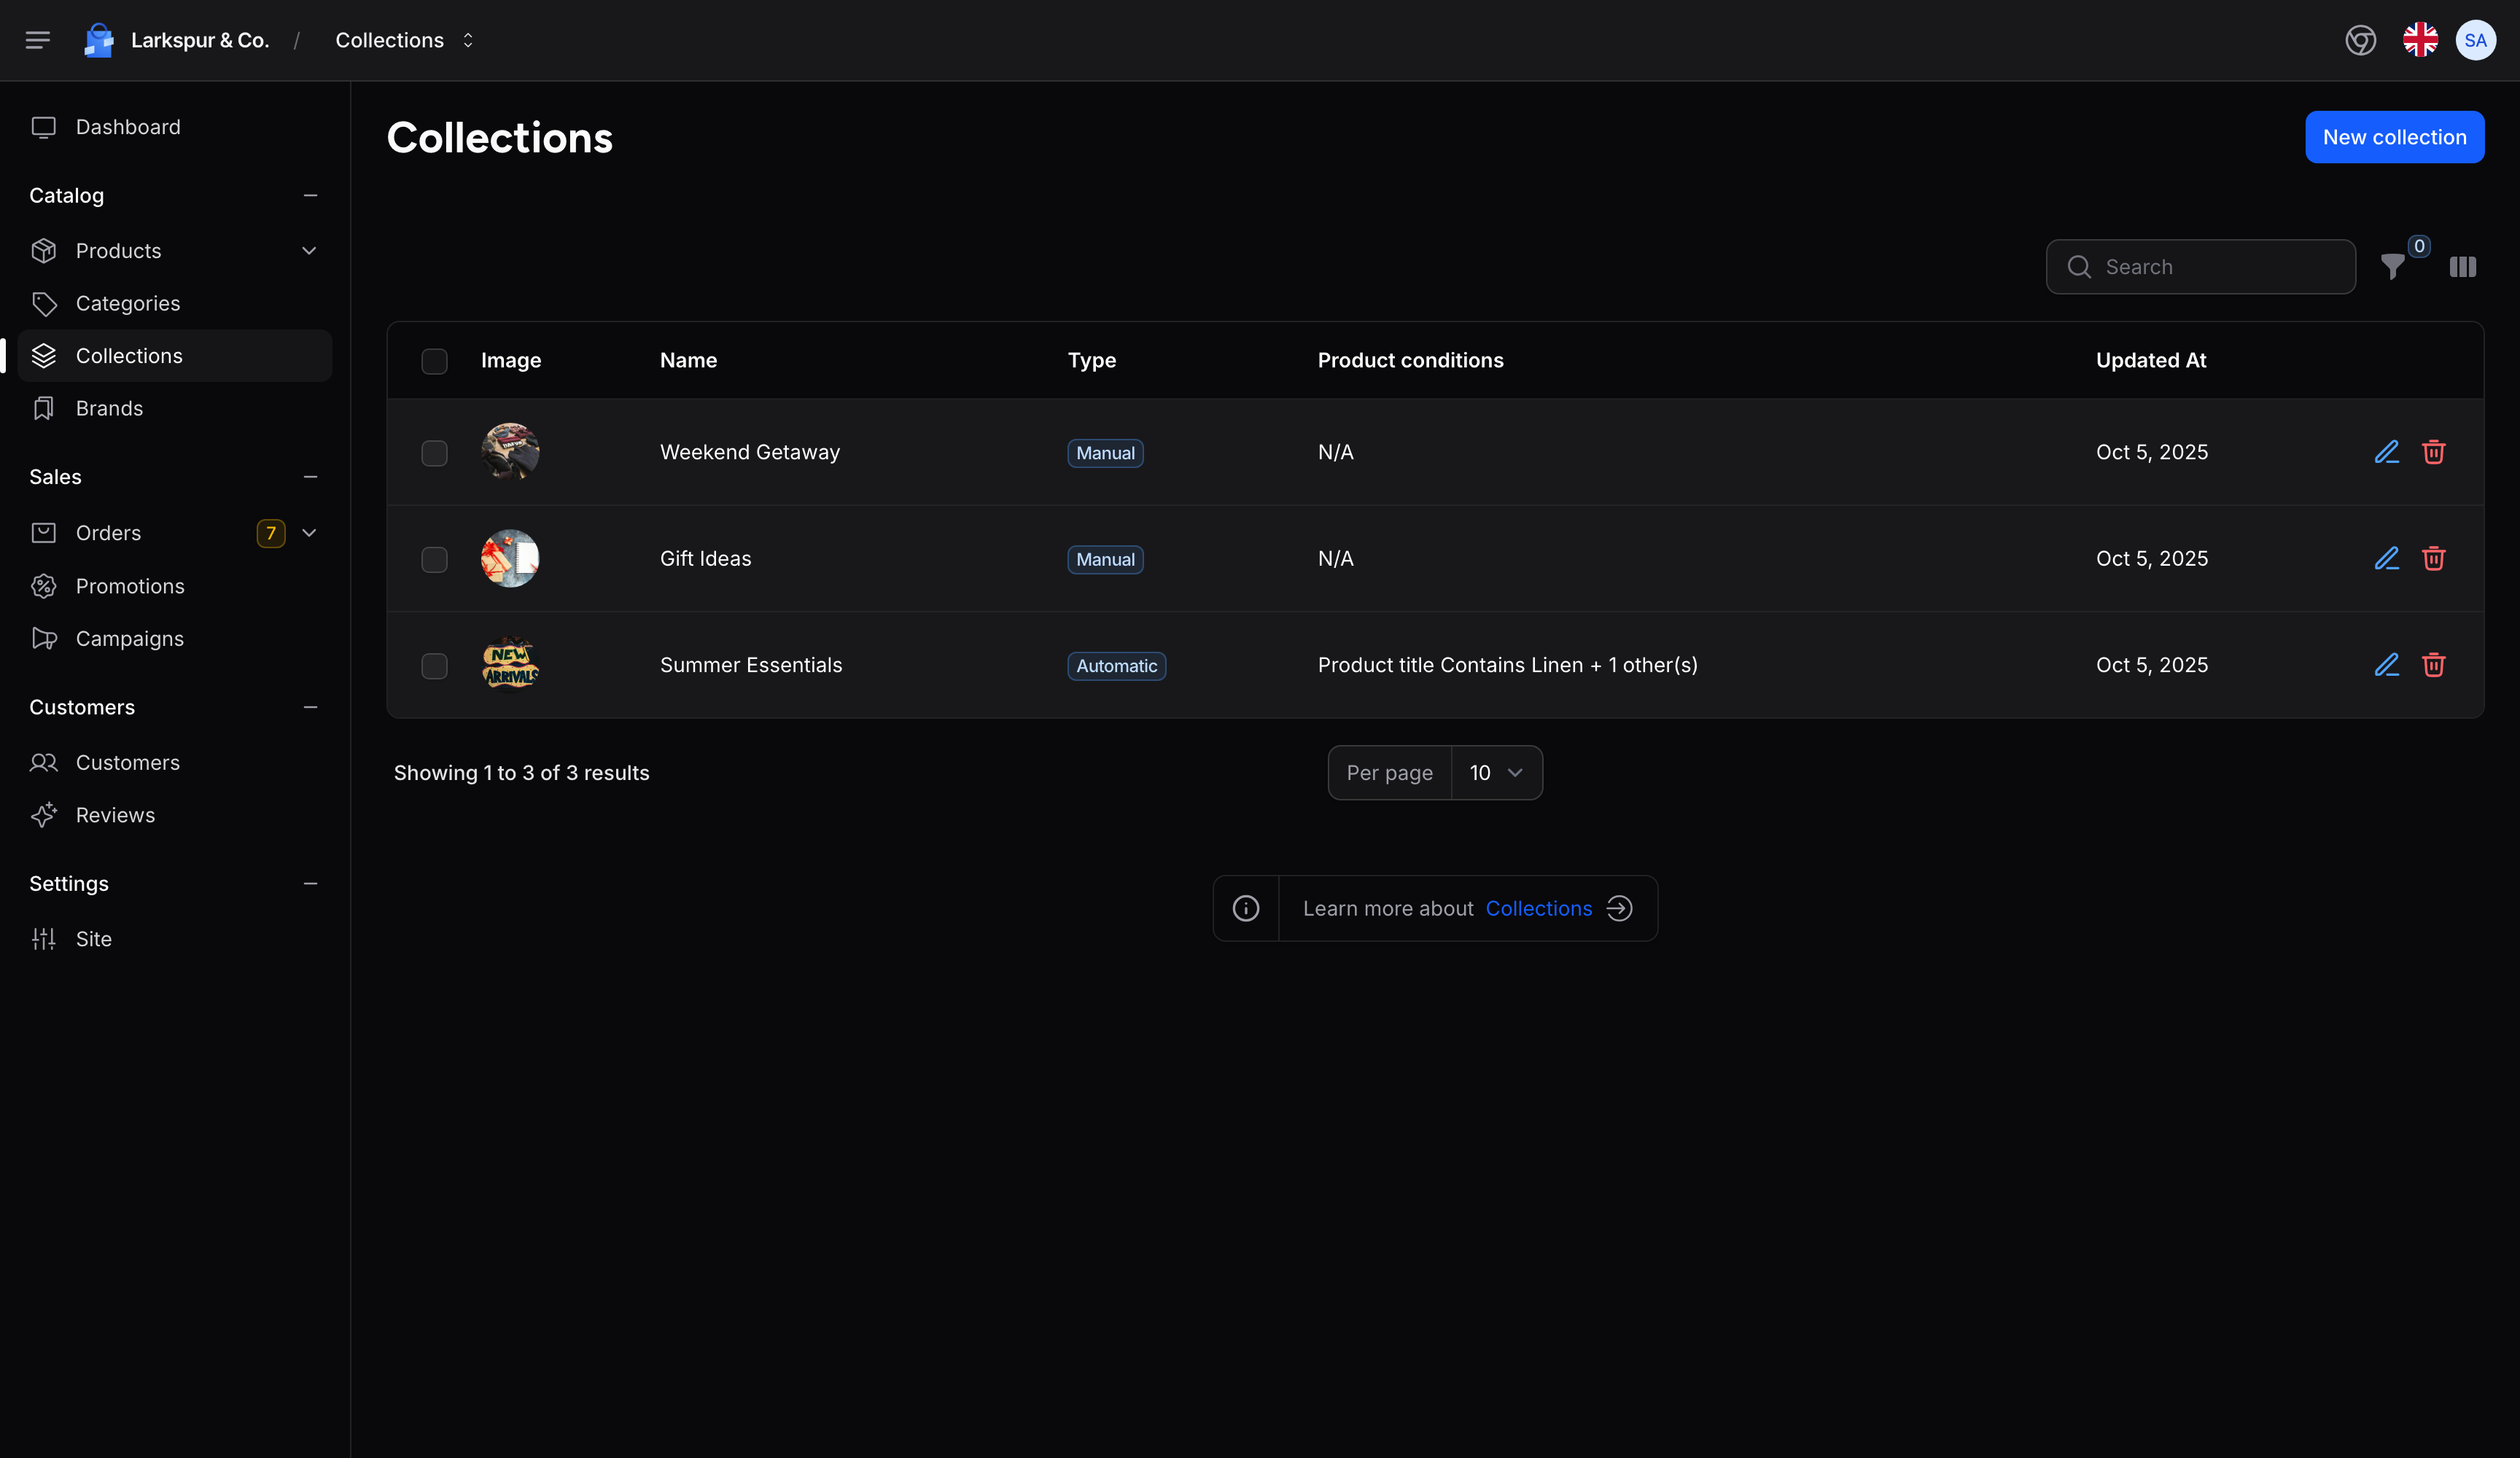 Larkspur & Co. / Collections
SA
Dashboard
Catalog
Products
Categories
Collections
Brands
Sales
Orders 7
Promotions
Campaigns
Customers
Customers
Reviews
Settings
Site
Collections
New collection
Search
0
Image Name Type Product conditions Updated At
Weekend Getaway Manual N/A Oct 5, 2025
Gift Ideas Manual N/A Oct 5, 2025
NEW
ARRIVALS
Summer Essentials Automatic Product title Contains Linen + 1 other(s) Oct 5, 2025
Showing 1 to 3 of 3 results
Per page 10
Learn more about Collections